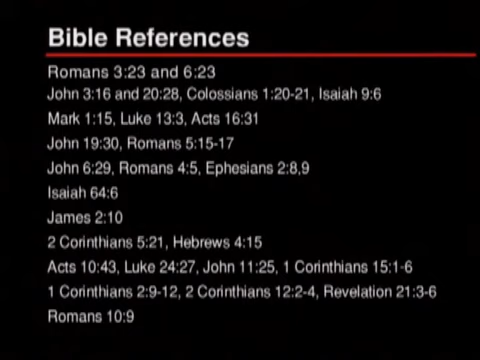 Bible References
Romans 3:23 and 6:23
John 3:16 and 20:28, Colossians 1:20-21, Isaiah 9:6
Mark 1:15, Luke 13:3, Acts 16:31
John 19:30, Romans 5:15-17
John 6:29, Romans 4:5, Ephesians 2:8,9
Isaiah 64:6
James 2:10
2 Corinthians 5:21, Hebrews 4:15
Acts 10:43, Luke 24:27, John 11:25, 1 Corinthians 15:1-6
1 Corinthians 2:9-12, 2 Corinthians 12:2-4, Revelation 21:3-6
Romans 10:9